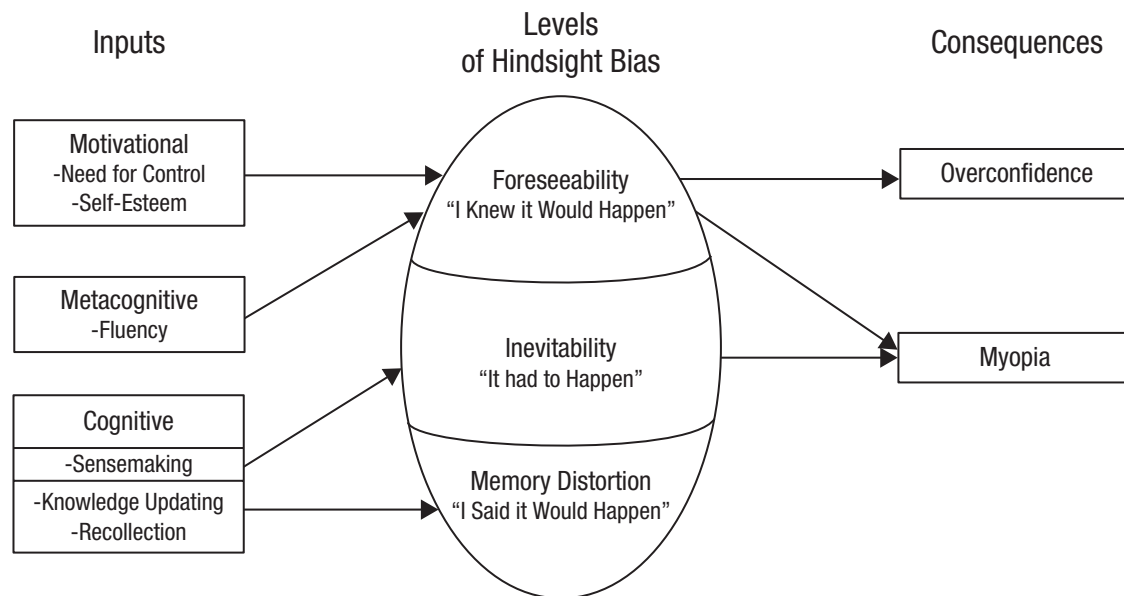 Inputs
Levels
of Hindsight Bias
Consequences
Motivational
-Need for Control
-Self-Esteem
Metacognitive
-Fluency
Cognitive
-Sensemaking
-Knowledge Updating
-Recollection
Foreseeability
“I Knew it Would Happen”
Inevitability
“It had to Happen”
Memory Distortion
“I Said it Would Happen”
Overconfidence
Myopia